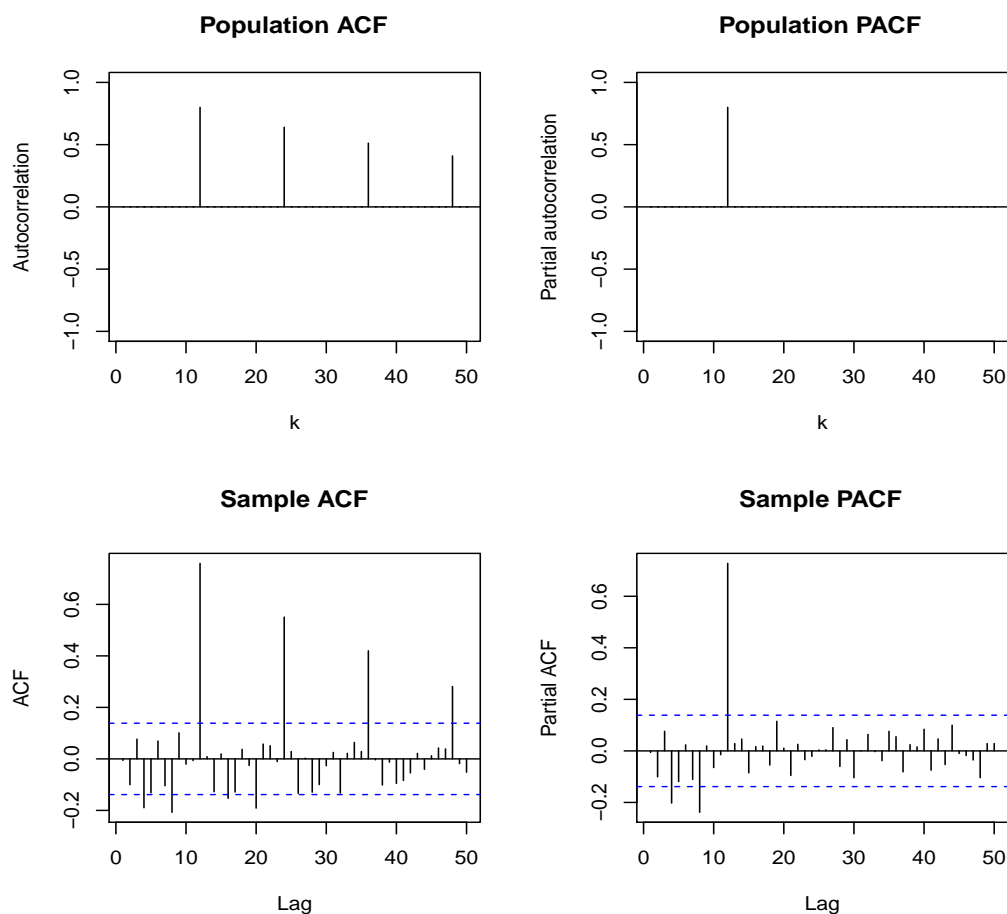 Population ACF
Autocorrelation
1.0
0.5
0.0
−0.5
−1.0
0 10 20 30 40 50
k
Population PACF
Partial autocorrelation
1.0
0.5
0.0
−0.5
−1.0
0 10 20 30 40 50
k
Sample ACF
ACF
0.6
0.4
0.2
0.0
−0.2
0 10 20 30 40 50
Lag
Sample PACF
Partial ACF
0.6
0.4
0.2
0.0
−0.2
0 10 20 30 40 50
Lag